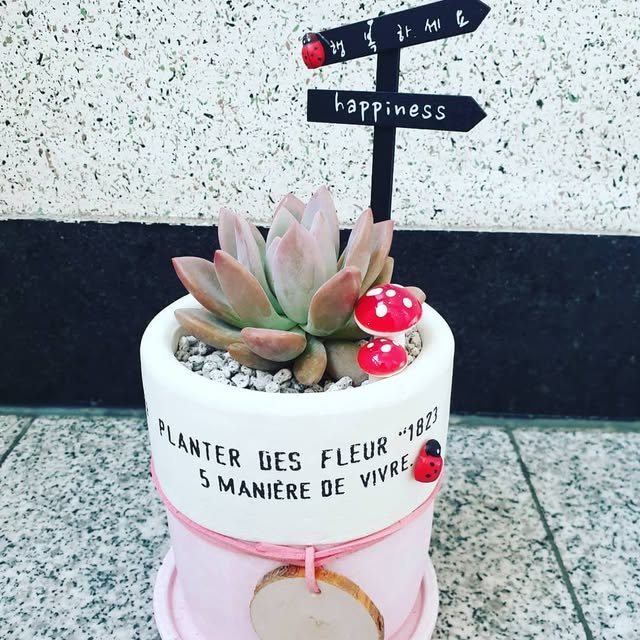 행복하세요
happiness
PLANTER DES FLEUR "1823
5 MANIÈRE DE VIVRE.